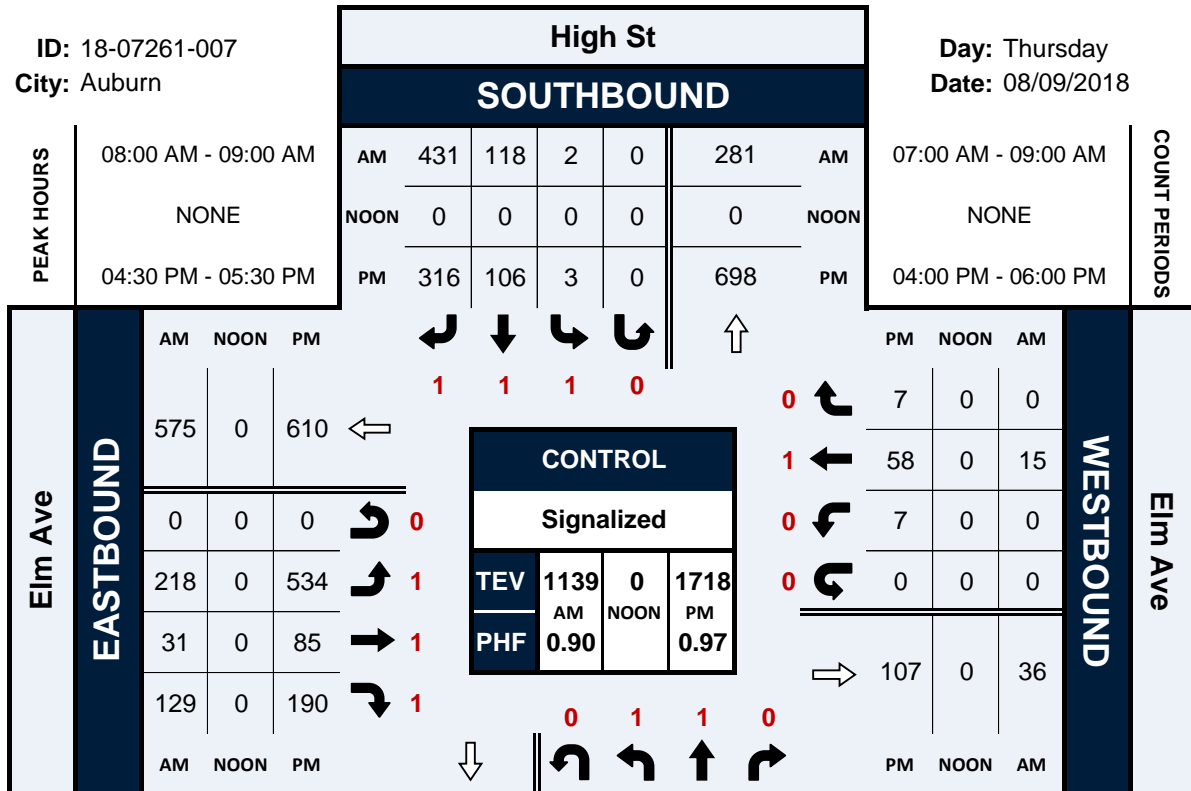 ID: 18-07261-007
City: Auburn
High St
SOUTHBOUND
Day: Thursday
Date: 08/09/2018
PEAK HOURS
08:00 AM - 09:00 AM
NONE
04:30 PM - 05:30 PM
AM 431 118 2 0 281 AM
NOON 0 0 0 0 0 NOON
PM 316 106 3 0 698 PM
07:00 AM - 09:00 AM
NONE
04:00 PM - 06:00 PM
COUNT PERIODS
1 1 1 0
Elm Ave
EASTBOUND
AM NOON PM
575 0 610
0 0 0 0
218 0 534 1
31 0 85 1
129 0 190 1
AM NOON PM
CONTROL
Signalized
TEV 1139 0 1718
AM NOON PM
PHF 0.90 0.97
PM NOON AM
0 7 0 0
1 58 0 15
0 7 0 0
0 0 0 0
107 0 36
PM NOON AM
WESTBOUND
Elm Ave
0 1 1 0